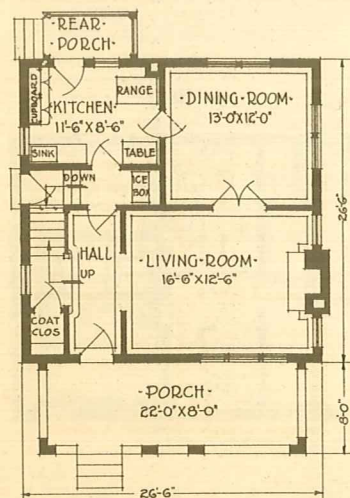 ·REAR·
PORCH·
CUPBOARD
·KITCHEN·
11'-6"X8'-6"
RANGE
·DINING·ROOM·
13'-0"X12'-0"
SINK
TABLE
DOWN
ICE
BOX
HALL
UP
·LIVING·ROOM·
16'-6"X12'-6"
COAT
CLOS
26'-6"
·PORCH·
22'-0"X8'-0"
8'-0"
26'-6"